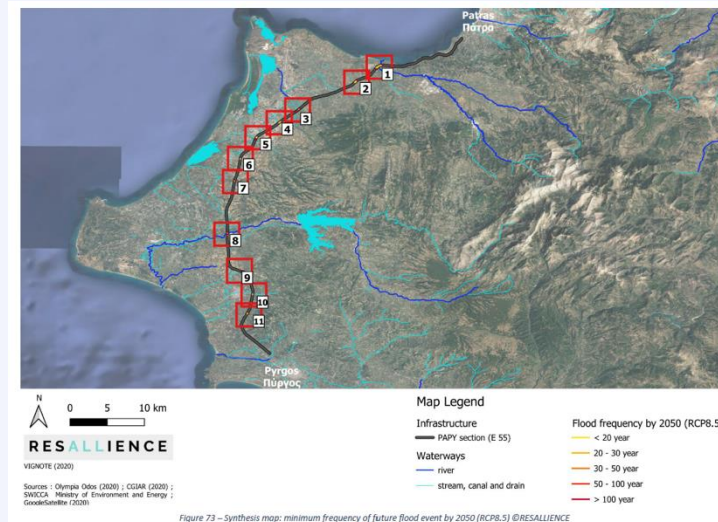 Patras
Πάτρα
1
2
3
4
5
6
7
8
9
10
11
Pyrgos
Πύργος
N
0 5 10 km
RESALLIENCE
VIGNOTE (2020)
Sources : Olympia Odos (2020) ; CGIAR (2020) ;
SWICCA Ministry of Environment and Energy ;
GoogleSatellite (2020)
Map Legend
Infrastructure
PAPY section (E 55)
Waterways
river
stream, canal and drain
Flood frequency by 2050 (RCP8.5)
< 20 year
20 - 30 year
30 - 50 year
50 - 100 year
> 100 year
Figure 73 – Synthesis map: minimum frequency of future flood event by 2050 (RCP8.5) ©RESALLIENCE